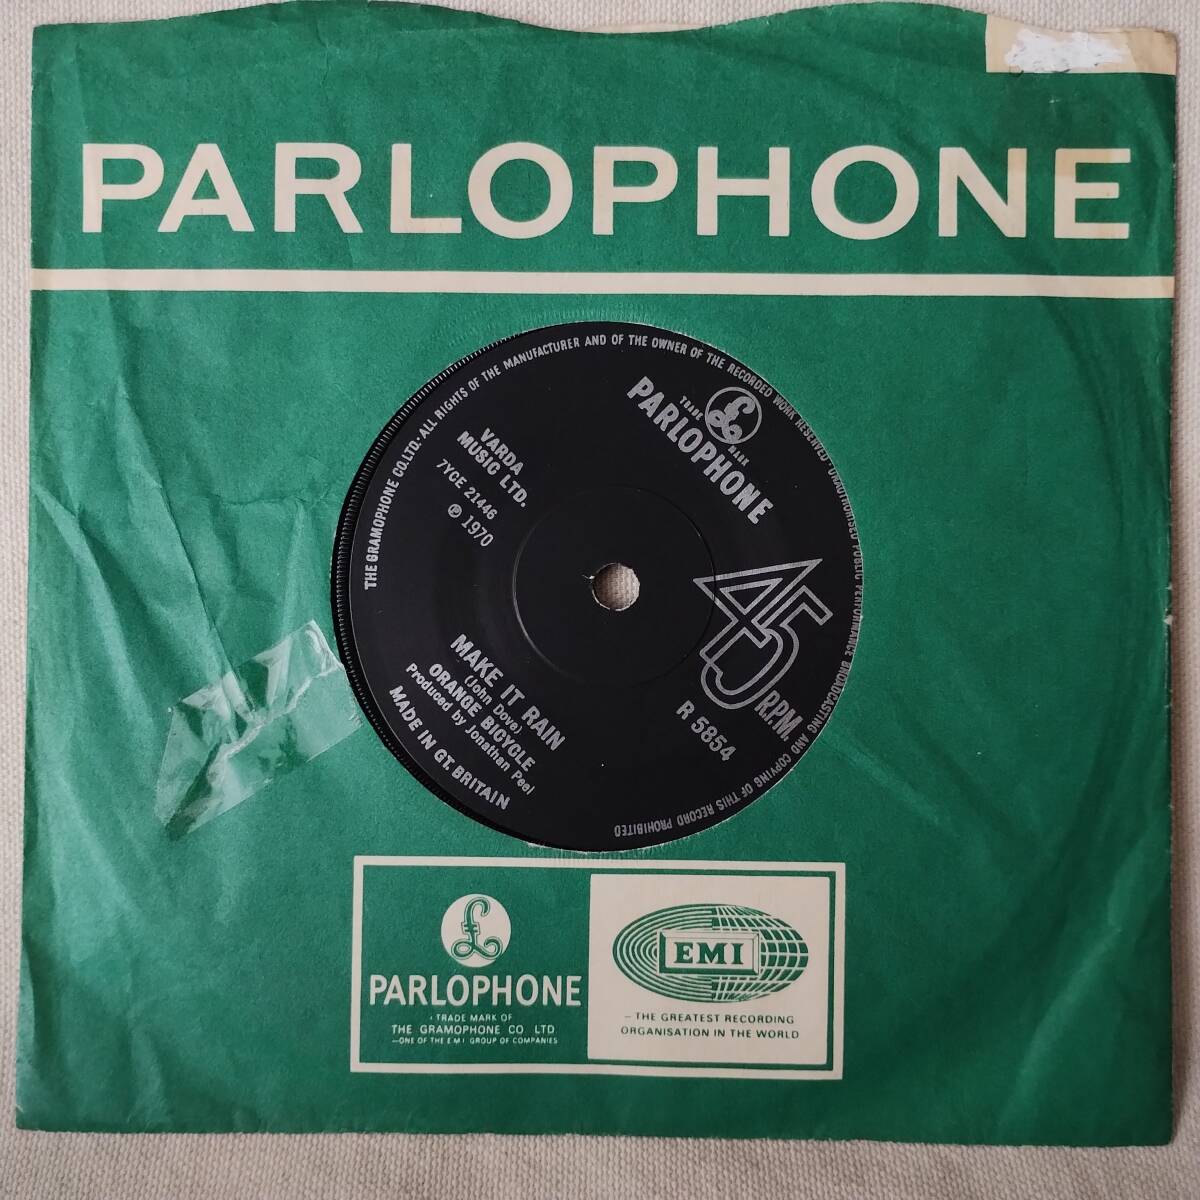 PARLOPHONE
THE GRAMOPHONE CO. LTD. ALL RIGHTS OF THE MANUFACTURER AND OF THE OWNER OF THE RECORDED WORK RESERVED · UNAUTHORISED PUBLIC PERFORMANCE BROADCASTING AND COPYING OF THIS RECORD PROHIBITED
TRADE £ MARK
PARLOPHONE
VARDA
MUSIC LTD.
7YCE 21446
℗ 1970
45
R.P.M.
R 5854
MAKE IT RAIN
(John Dove)
ORANGE BICYCLE
Produced by Jonathan Peel
MADE IN GT. BRITAIN
£
PARLOPHONE
TRADE MARK OF
THE GRAMOPHONE CO LTD
—ONE OF THE E M I GROUP OF COMPANIES
EMI
— THE GREATEST RECORDING
ORGANISATION IN THE WORLD